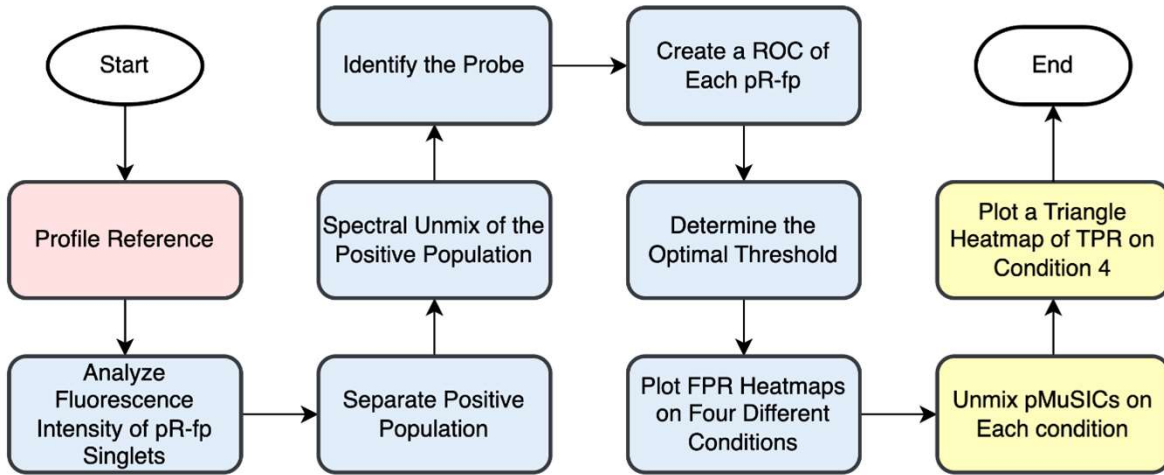 Start
Profile Reference
Analyze
Fluorescence
Intensity of pR-fp
Singlets
Separate Positive
Population
Spectral Unmix of the
Positive Population
Identify the Probe
Create a ROC of
Each pR-fp
Determine the
Optimal Threshold
Plot FPR Heatmaps
on Four Different
Conditions
Unmix pMuSICs on
Each condition
Plot a Triangle
Heatmap of TPR on
Condition 4
End